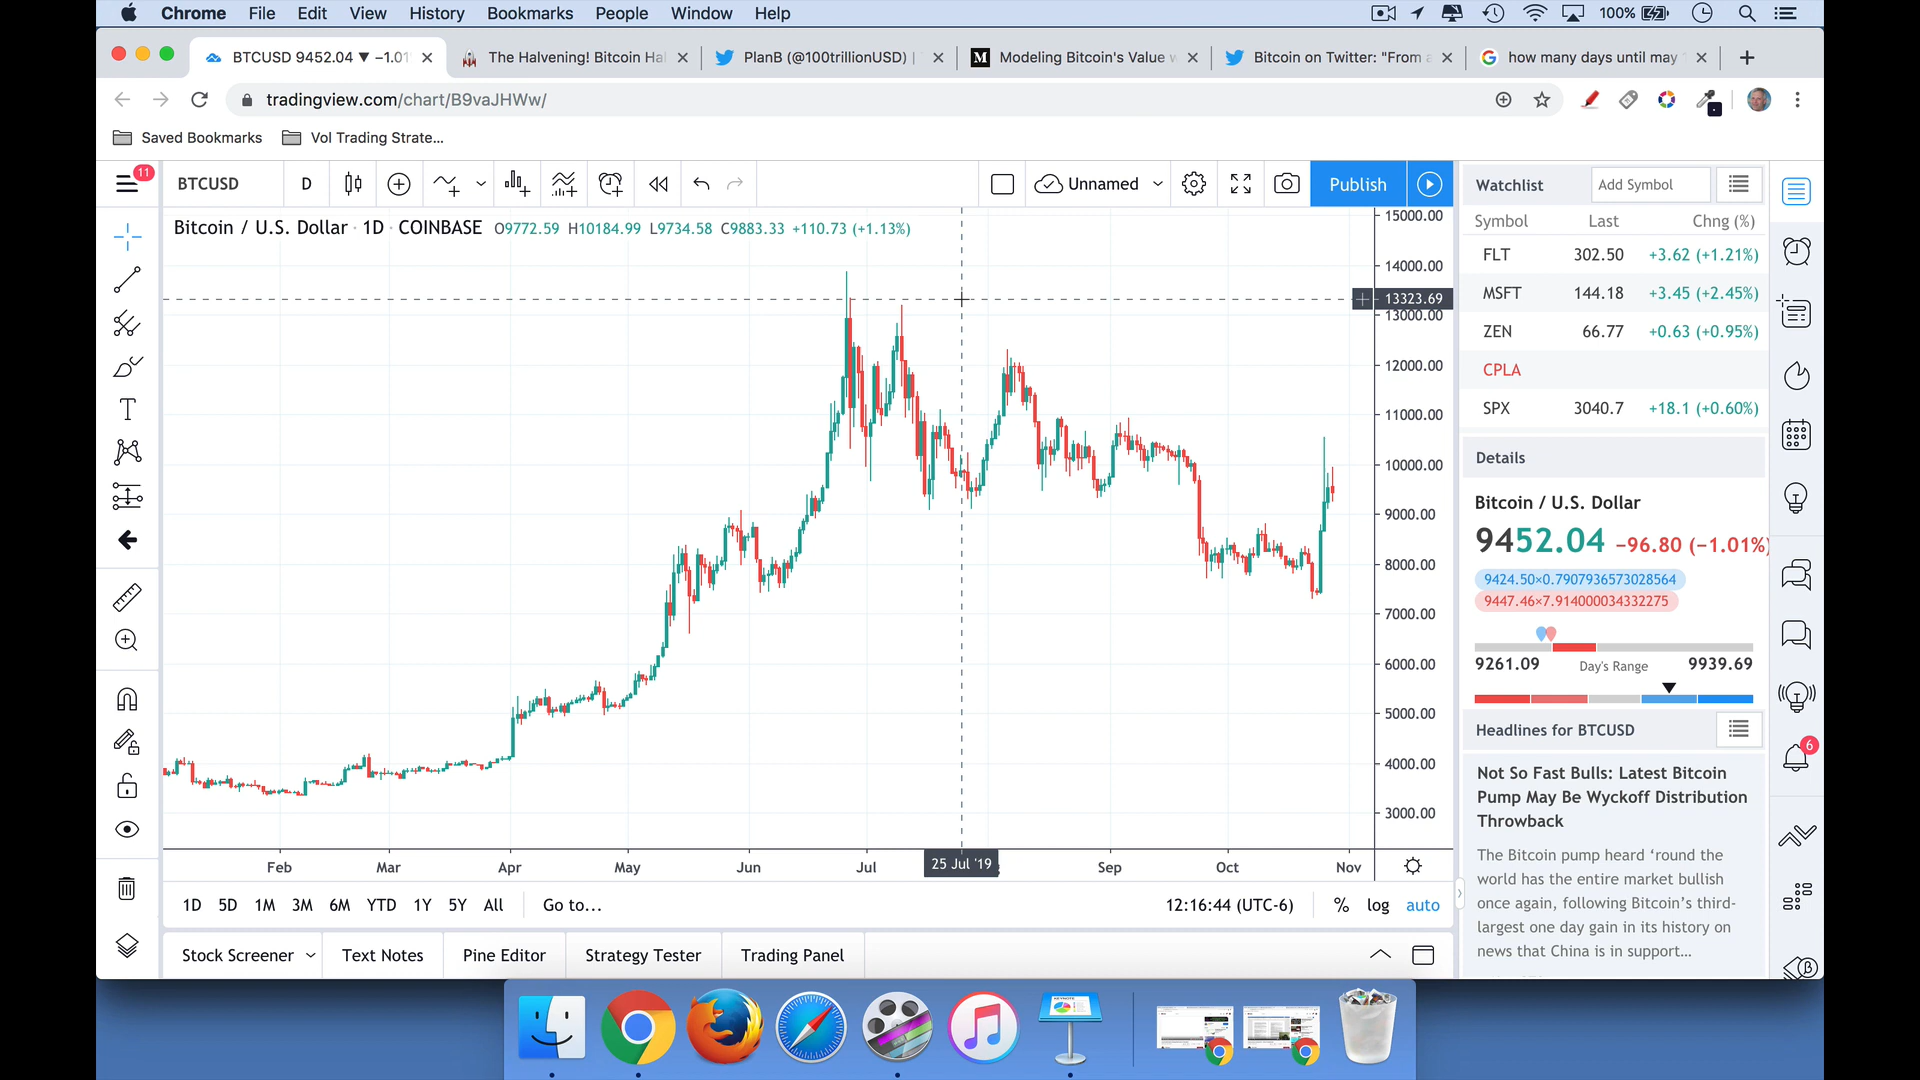 Chrome File Edit View History Bookmarks People Window Help 100%
BTCUSD 9452.04 ▼ -1.01
The Halvening! Bitcoin Hal
PlanB (@100trillionUSD) |
Modeling Bitcoin's Value w
Bitcoin on Twitter: "From a
how many days until may 1
tradingview.com/chart/B9vaJHWw/
Saved Bookmarks Vol Trading Strate...
11
BTCUSD D Unnamed Publish
Bitcoin / U.S. Dollar · 1D · COINBASE O9772.59 H10184.99 L9734.58 C9883.33 +110.73 (+1.13%)
15000.00
14000.00
13323.69
13000.00
12000.00
11000.00
10000.00
9000.00
8000.00
7000.00
6000.00
5000.00
4000.00
3000.00
Feb Mar Apr May Jun Jul 25 Jul '19 Sep Oct Nov
1D 5D 1M 3M 6M YTD 1Y 5Y All Go to... 12:16:44 (UTC-6) % log auto
Stock Screener Text Notes Pine Editor Strategy Tester Trading Panel
Watchlist Add Symbol
Symbol Last Chng (%)
FLT 302.50 +3.62 (+1.21%)
MSFT 144.18 +3.45 (+2.45%)
ZEN 66.77 +0.63 (+0.95%)
CPLA
SPX 3040.7 +18.1 (+0.60%)
Details
Bitcoin / U.S. Dollar
9452.04 −96.80 (−1.01%)
9424.50×0.7907936573028564
9447.46×7.914000034332275
9261.09 Day's Range 9939.69
Headlines for BTCUSD
6
Not So Fast Bulls: Latest Bitcoin
Pump May Be Wyckoff Distribution
Throwback
The Bitcoin pump heard ‘round the
world has the entire market bullish
once again, following Bitcoin’s third-
largest one day gain in its history on
news that China is in support...